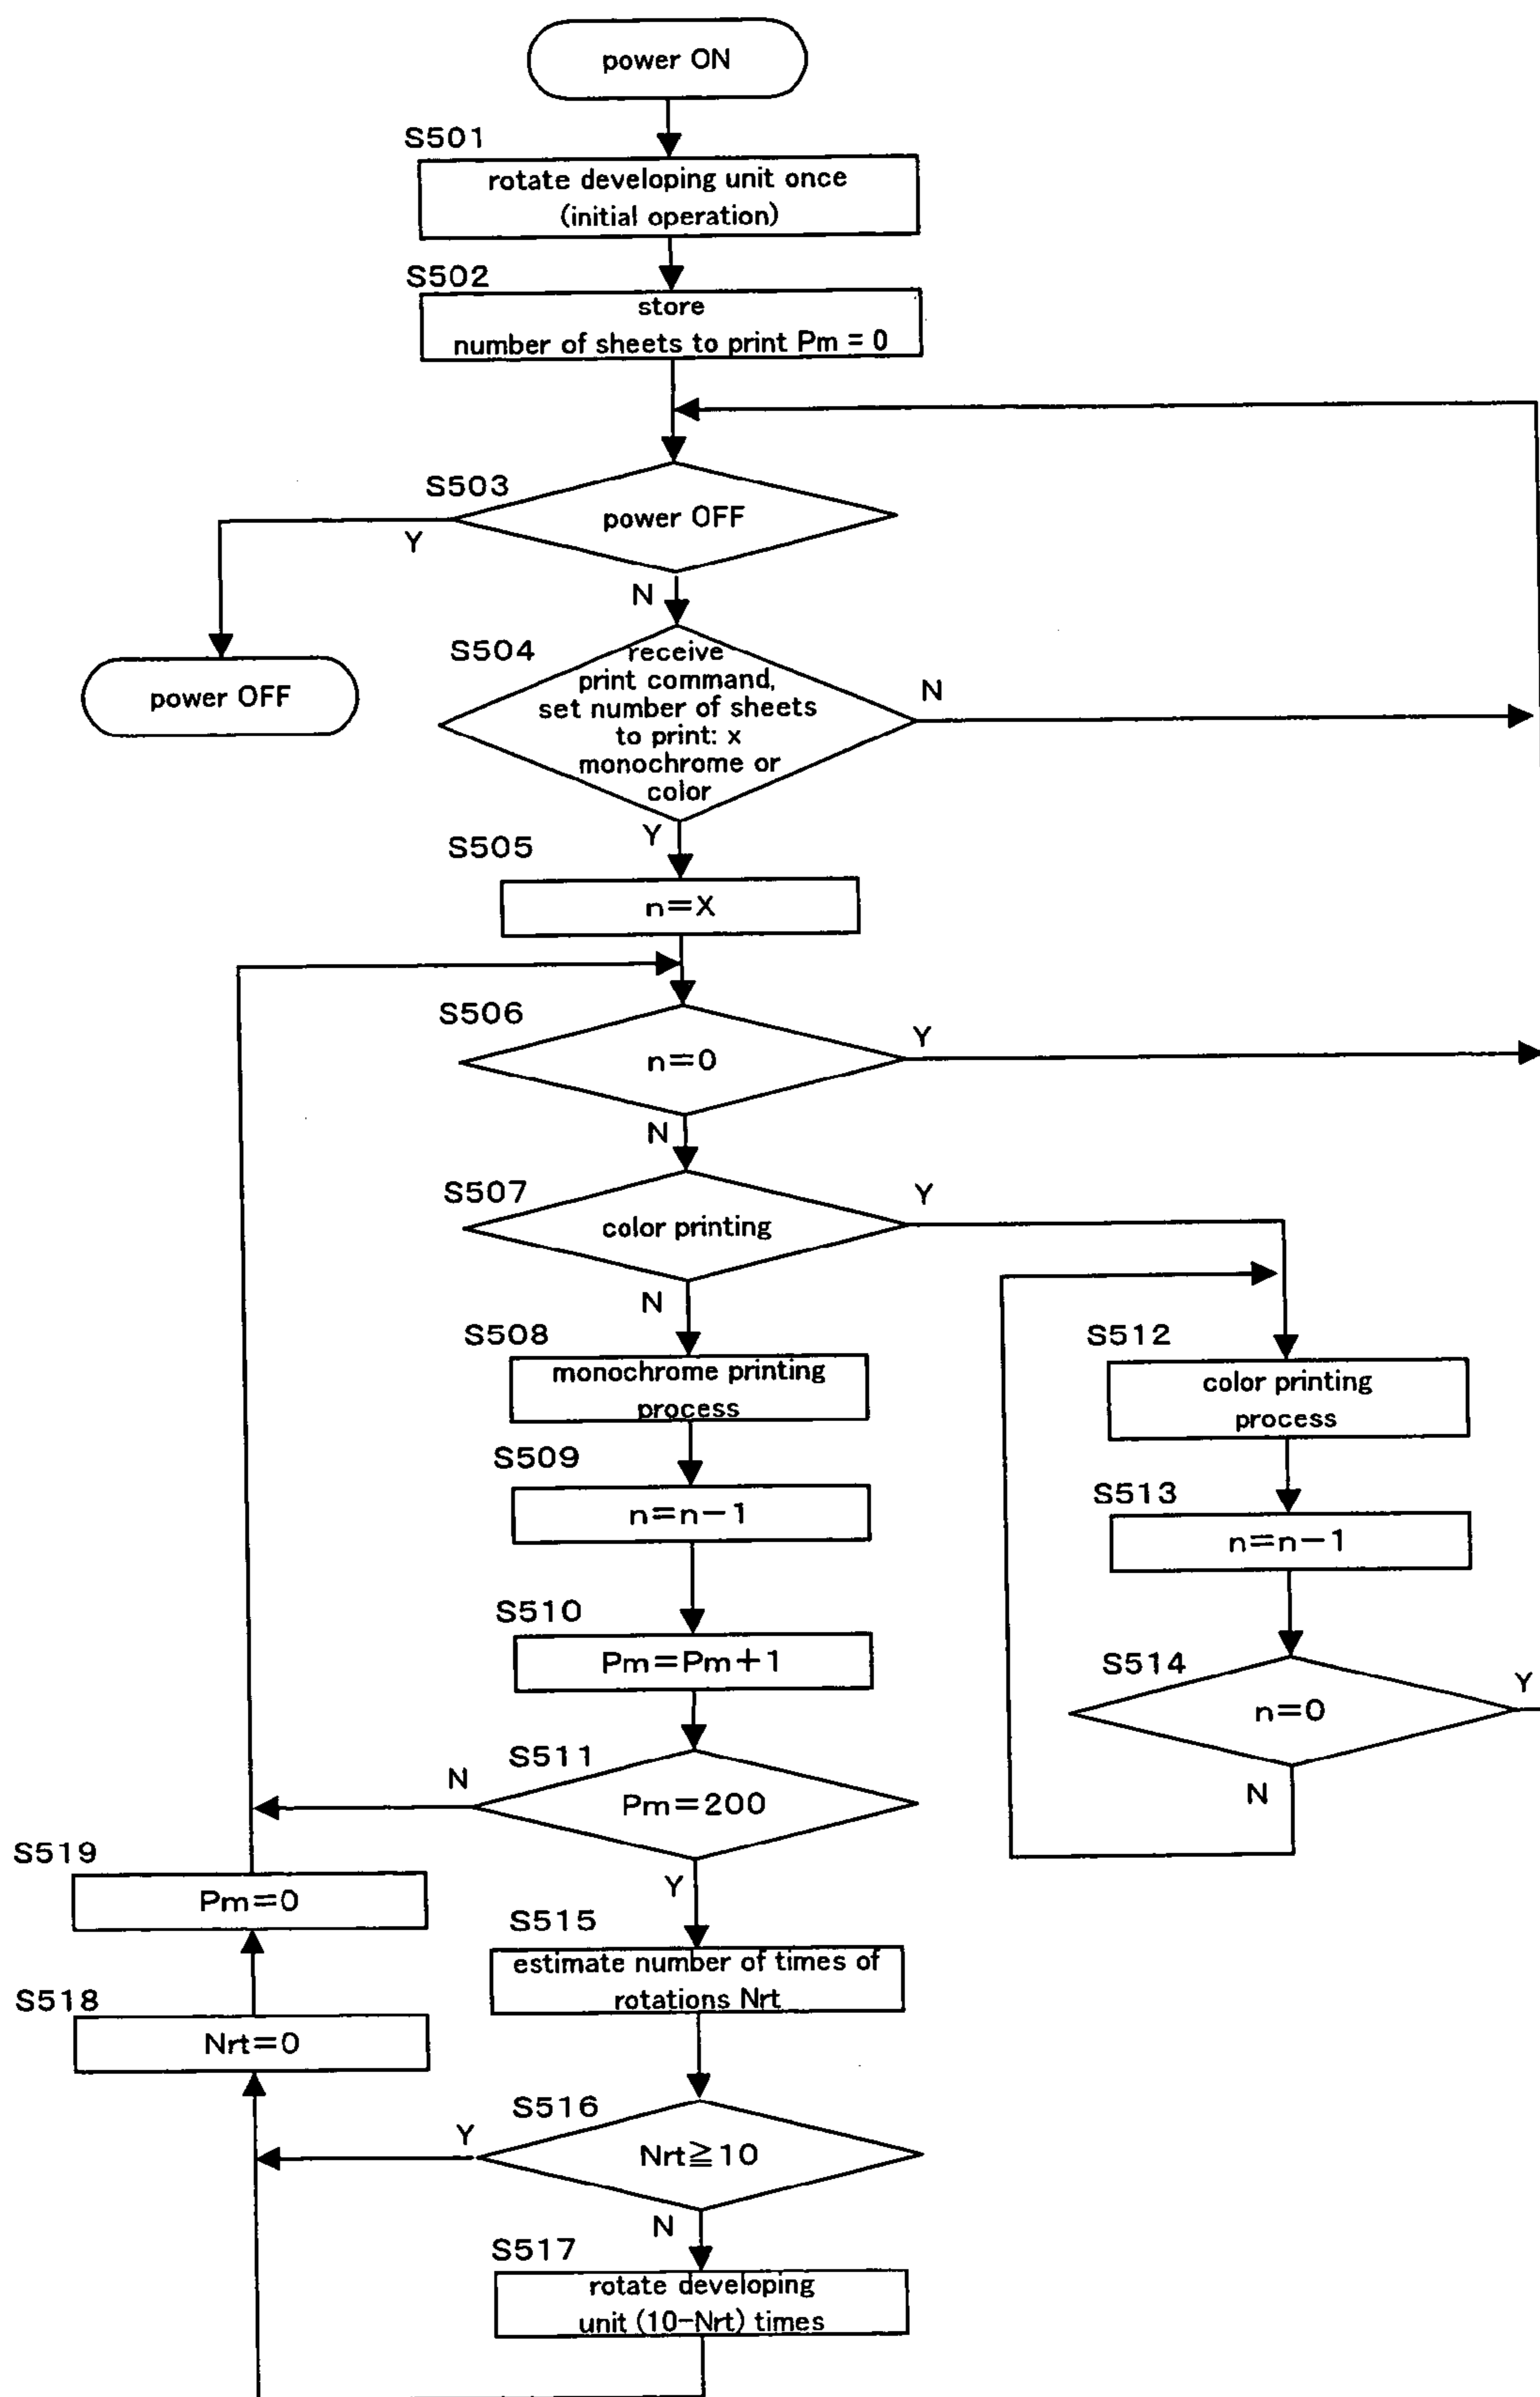 power ON
S501
rotate developing unit once
(initial operation)
S502
store
number of sheets to print Pm = 0
S503
power OFF
Y
N
power OFF
S504
receive
print command,
set number of sheets
to print: x
monochrome or
color
N
Y
S505
n=X
S506
n=0
Y
N
S507
color printing
Y
N
S508
monochrome printing
process
S509
n=n-1
S510
Pm=Pm+1
S511
Pm=200
N
Y
S512
color printing
process
S513
n=n-1
S514
n=0
Y
N
S515
estimate number of times of
rotations Nrt
S516
Nrt≧10
Y
N
S517
rotate developing
unit (10-Nrt) times
S518
Nrt=0
S519
Pm=0